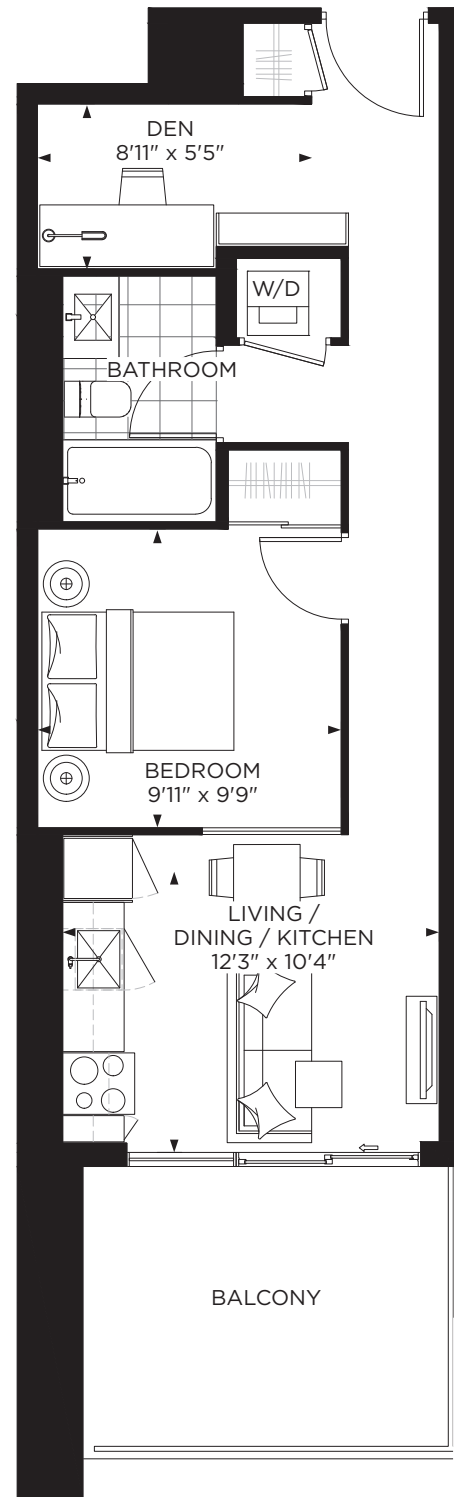 DEN
8'11" x 5'5"
W/D
BATHROOM
BEDROOM
9'11" x 9'9"
LIVING /
DINING / KITCHEN
12'3" x 10'4"
BALCONY